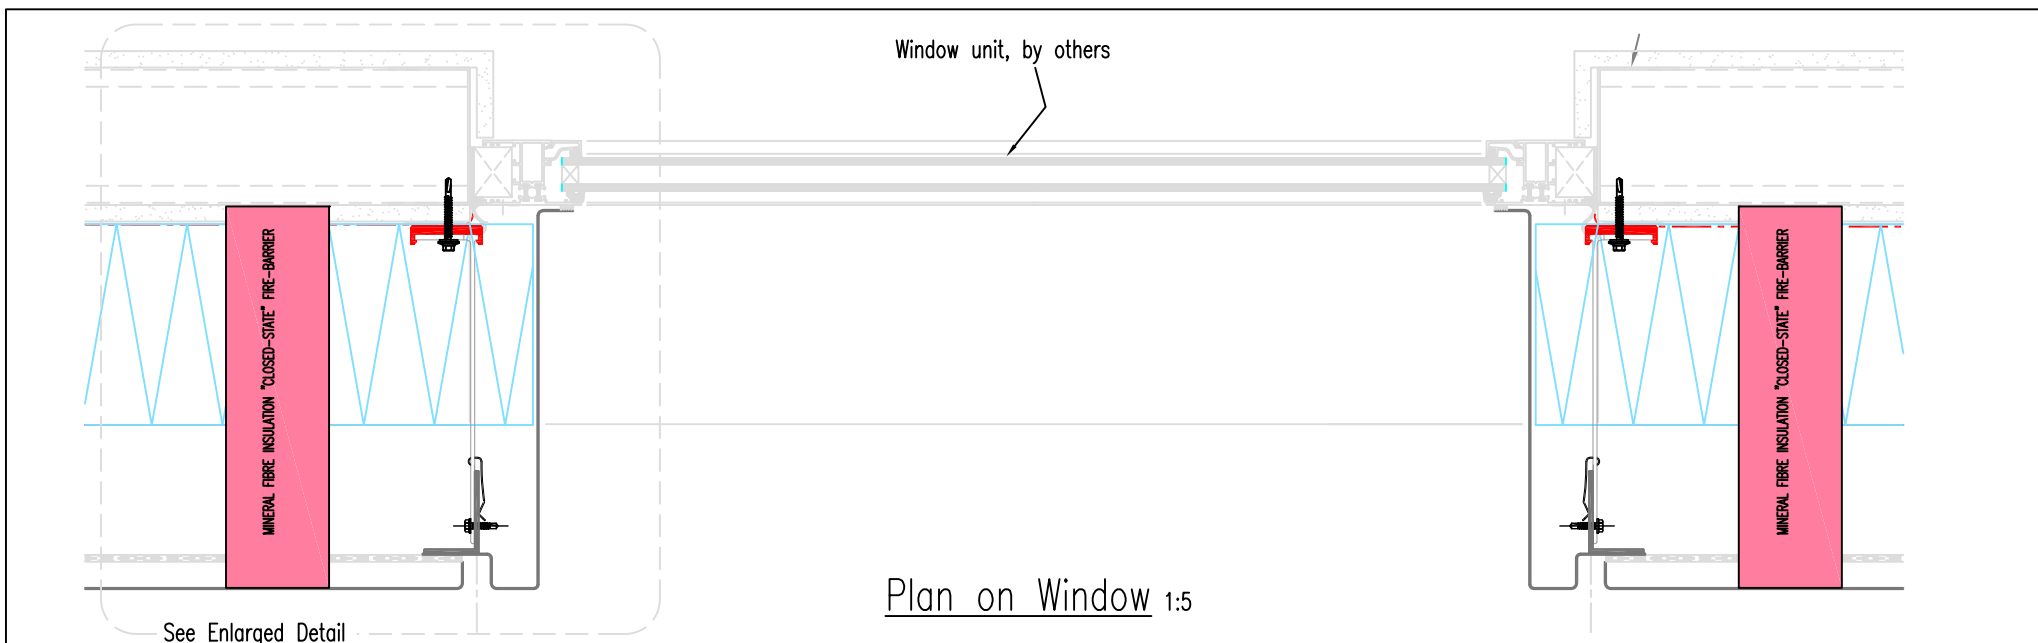 Window unit, by others
MINERAL FIBRE INSULATION "CLOSED-STATE" FIRE-BARRIER
MINERAL FIBRE INSULATION "CLOSED-STATE" FIRE-BARRIER
Plan on Window 1:5
See Enlarged Detail